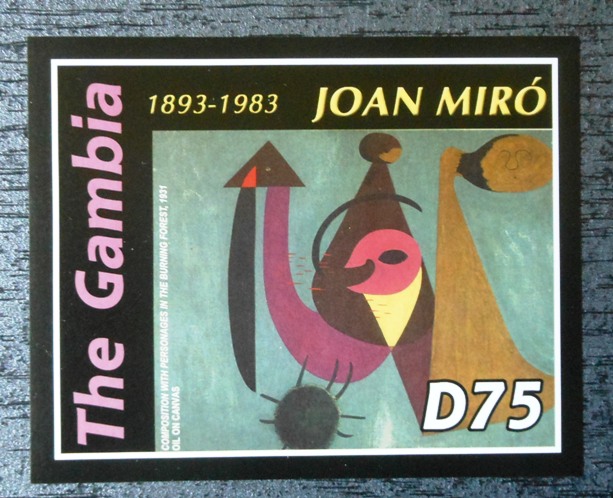 The Gambia
1893-1983
JOAN MIRÓ
COMPOSITION WITH PERSONAGES IN THE BURNING FOREST, 1931
OIL ON CANVAS
D75